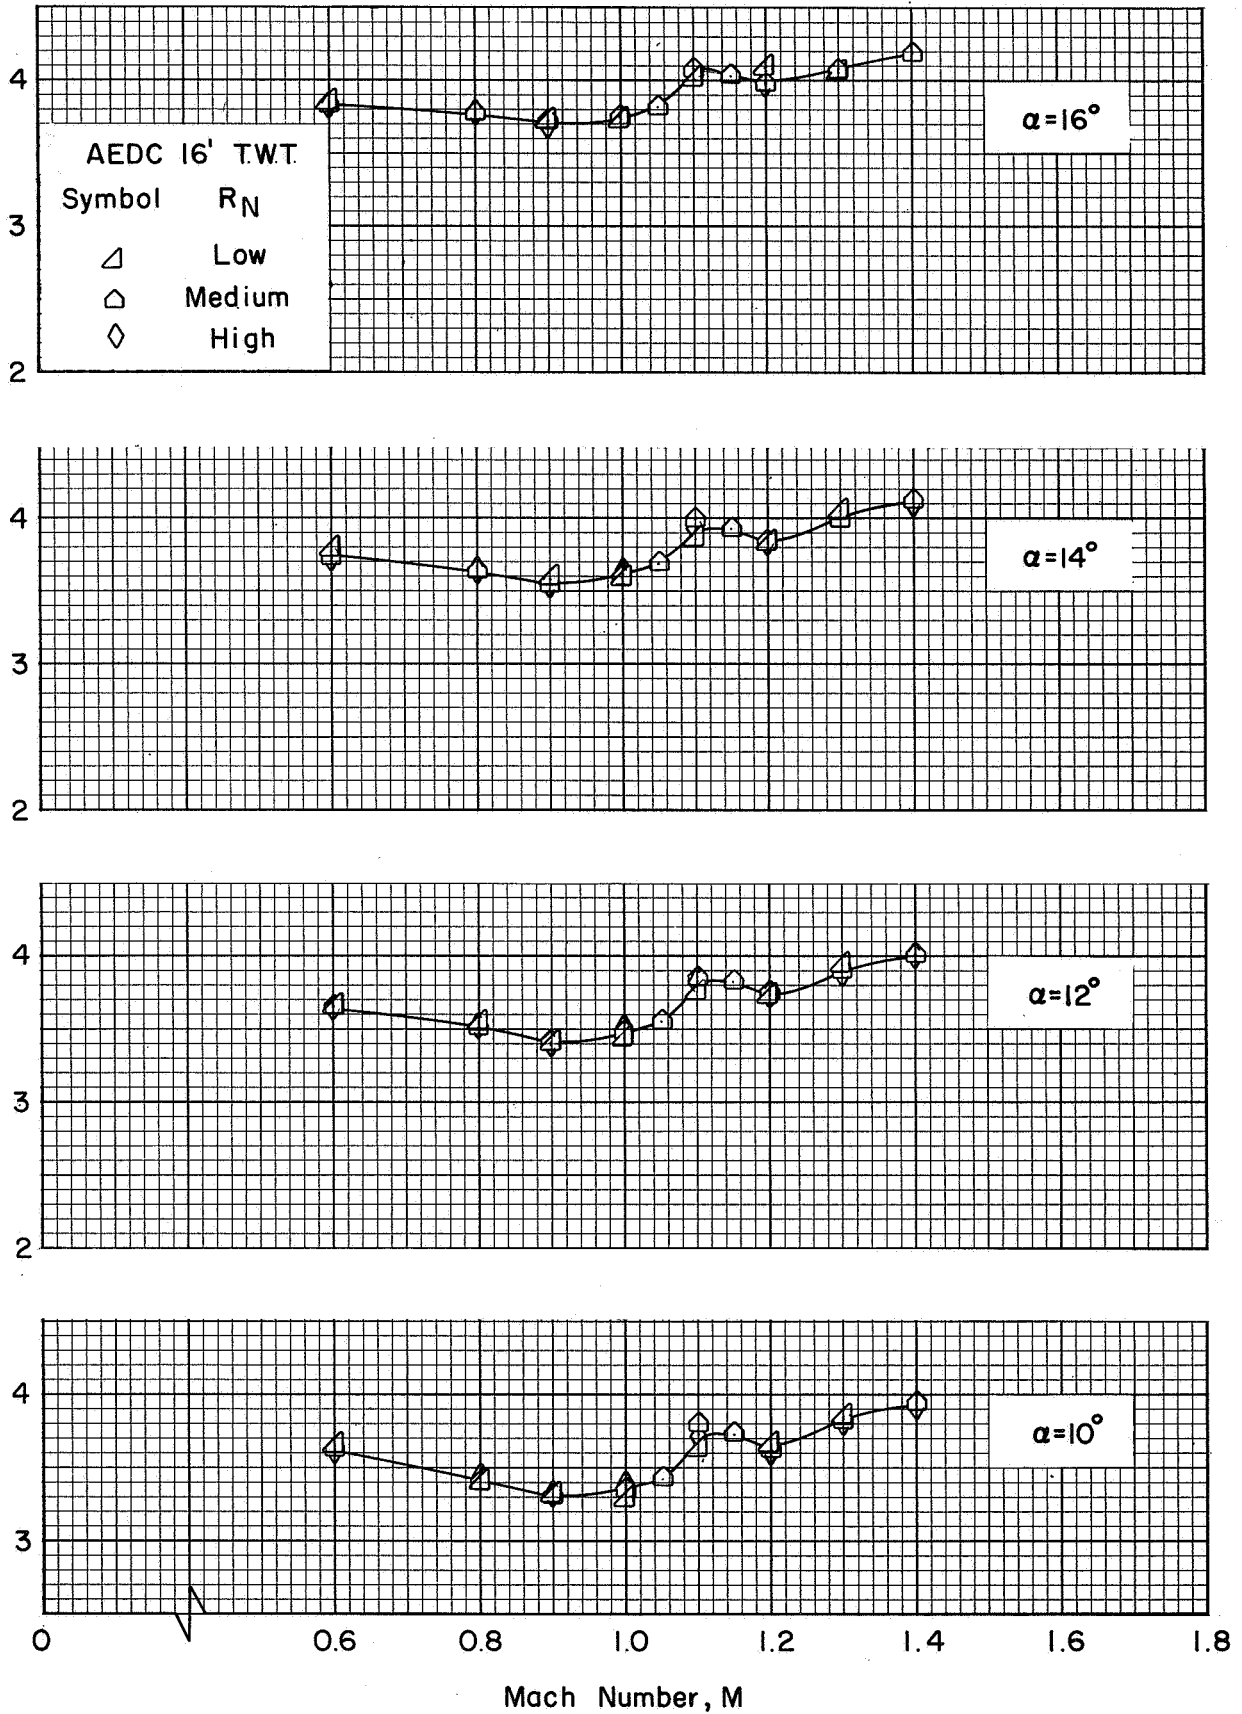 4
α=16°
AEDC 16' T.W.T.
Symbol RN
3
Low
Medium
High
2
4
α=14°
3
2
4
α=12°
3
2
4
α=10°
3
0 0.6 0.8 1.0 1.2 1.4 1.6 1.8
Mach Number, M